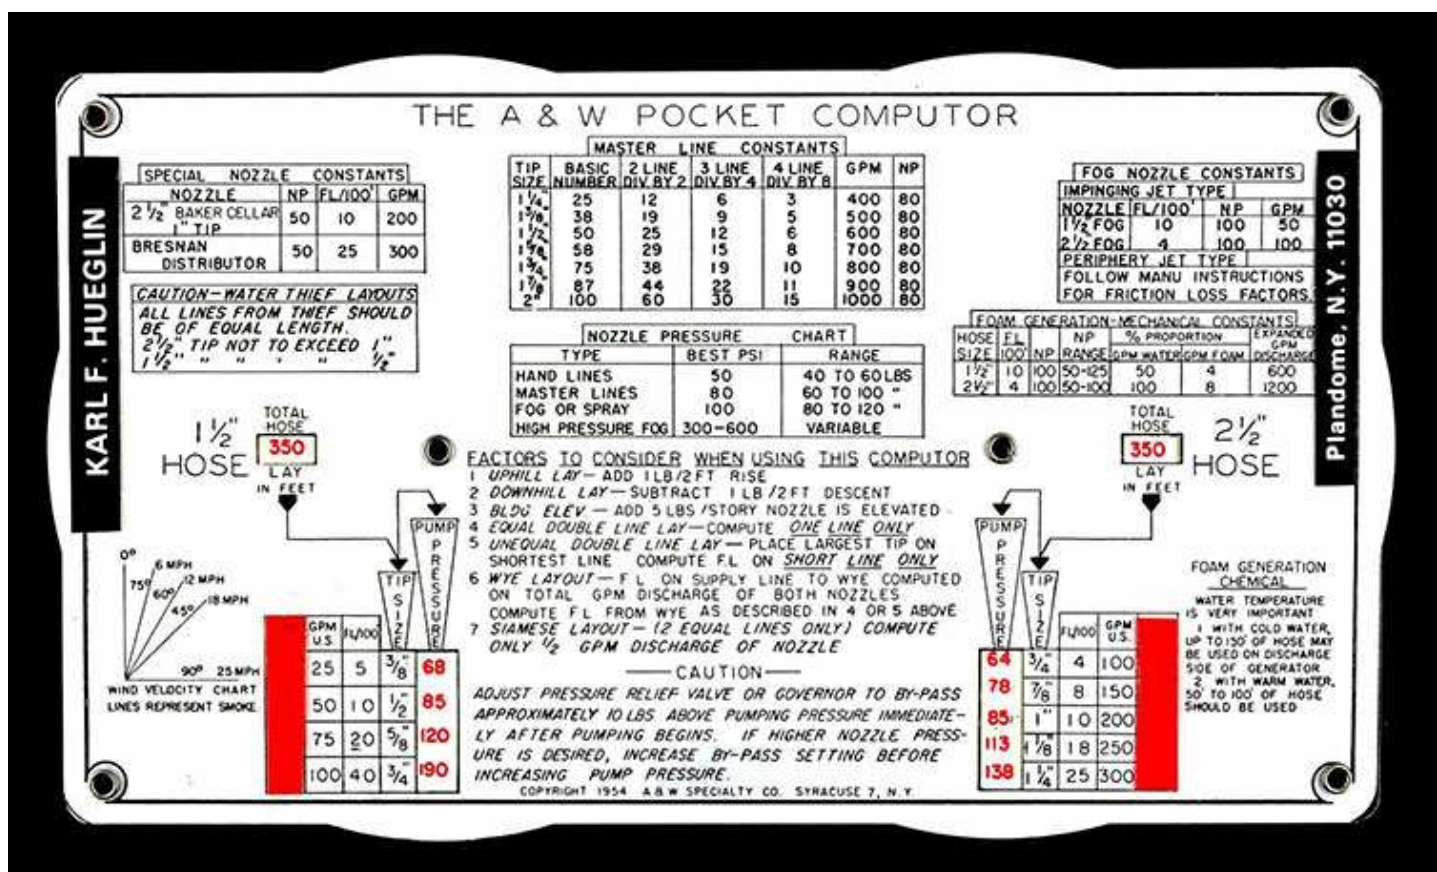 THE A & W POCKET COMPUTOR
KARL F. HUEGLIN
Plandome, N.Y. 11030
SPECIAL NOZZLE CONSTANTS
NOZZLE NP FL/100' GPM
2 1/2" BAKER CELLAR 1" TIP 50 10 200
BRESNAN DISTRIBUTOR 50 25 300
CAUTION—WATER THIEF LAYOUTS
ALL LINES FROM THIEF SHOULD
BE OF EQUAL LENGTH.
2 1/2" TIP NOT TO EXCEED 1"
1 1/2" " " " " 1/2"
MASTER LINE CONSTANTS
TIP SIZE BASIC NUMBER 2 LINE DIV. BY 2 3 LINE DIV. BY 4 4 LINE DIV. BY 8 GPM NP
1 1/4" 25 12 6 3 400 80
1 3/8" 38 19 9 5 500 80
1 1/2" 50 25 12 6 600 80
1 5/8" 58 29 15 8 700 80
1 3/4" 75 38 19 10 800 80
1 7/8" 87 44 22 11 900 80
2" 100 60 30 15 1000 80
NOZZLE PRESSURE CHART
TYPE BEST PSI RANGE
HAND LINES 50 40 TO 60 LBS
MASTER LINES 80 60 TO 100 "
FOG OR SPRAY 100 80 TO 120 "
HIGH PRESSURE FOG 300-600 VARIABLE
FOG NOZZLE CONSTANTS
IMPINGING JET TYPE
NOZZLE FL/100' NP GPM
1 1/2 FOG 10 100 50
2 1/2 FOG 4 100 100
PERIPHERY JET TYPE
FOLLOW MANU INSTRUCTIONS
FOR FRICTION LOSS FACTORS.
FOAM GENERATION-MECHANICAL CONSTANTS
HOSE SIZE FL 100' NP NP RANGE % PROPORTION GPM WATER GPM FOAM EXPANDED GPM DISCHARGE
1 1/2" 10 100 50-125 50 4 600
2 1/2" 4 100 50-100 100 8 1200
1 1/2" HOSE
TOTAL HOSE
350
LAY
IN FEET
PUMP PRESSURE
TIP SIZE
GPM U.S. FL/100
25 5 3/8" 68
50 10 1/2" 85
75 20 5/8" 120
100 40 3/4" 190
0° 6 MPH
75° 12 MPH
60° 18 MPH
45°
90° 25 MPH
WIND VELOCITY CHART
LINES REPRESENT SMOKE
FACTORS TO CONSIDER WHEN USING THIS COMPUTOR
1 UPHILL LAY—ADD 1 LB/2 FT RISE
2 DOWNHILL LAY—SUBTRACT 1 LB/2 FT DESCENT
3 BLDG ELEV—ADD 5 LBS/STORY NOZZLE IS ELEVATED
4 EQUAL DOUBLE LINE LAY—COMPUTE ONE LINE ONLY
5 UNEQUAL DOUBLE LINE LAY—PLACE LARGEST TIP ON
SHORTEST LINE COMPUTE F.L ON SHORT LINE ONLY
6 WYE LAYOUT—F L ON SUPPLY LINE TO WYE COMPUTED
ON TOTAL GPM DISCHARGE OF BOTH NOZZLES
COMPUTE F L FROM WYE AS DESCRIBED IN 4 OR 5 ABOVE
7 SIAMESE LAYOUT—(2 EQUAL LINES ONLY) COMPUTE
ONLY 1/2 GPM DISCHARGE OF NOZZLE
CAUTION
ADJUST PRESSURE RELIEF VALVE OR GOVERNOR TO BY-PASS
APPROXIMATELY 10 LBS ABOVE PUMPING PRESSURE IMMEDIATE-
LY AFTER PUMPING BEGINS. IF HIGHER NOZZLE PRESS-
URE IS DESIRED, INCREASE BY-PASS SETTING BEFORE
INCREASING PUMP PRESSURE.
COPYRIGHT 1954 A & W SPECIALTY CO. SYRACUSE 7, N.Y.
2 1/2" HOSE
TOTAL HOSE
350
LAY
IN FEET
PUMP PRESSURE
TIP SIZE
FL/100 GPM U.S.
64 3/4" 4 100
78 7/8" 8 150
85 1" 10 200
113 1 1/8" 18 250
138 1 1/4" 25 300
FOAM GENERATION
CHEMICAL
WATER TEMPERATURE
IS VERY IMPORTANT
1 WITH COLD WATER,
UP TO 150' OF HOSE MAY
BE USED ON DISCHARGE
SIDE OF GENERATOR
2 WITH WARM WATER,
50' TO 100' OF HOSE
SHOULD BE USED